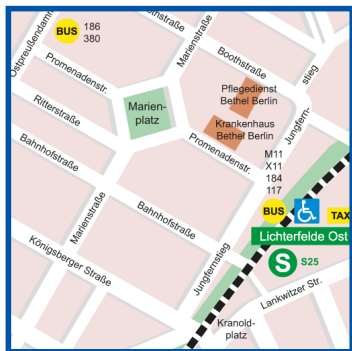 Ostpreußendamm
BUS
186
380
Marienstraße
Boothstraße
Jungfern-
stieg
Promenadenstr.
Pflegedienst
Bethel Berlin
Ritterstraße
Marien-
platz
Krankenhaus
Bethel Berlin
Promenadenstr.
Bahnhofstraße
M11
X11
184
117
Marienstraße
Bahnhofstraße
BUS
TAX
Lichterfelde Ost
Königsberger Straße
Jungfernstieg
S
S25
Lankwitzer Str.
Kranold-
platz